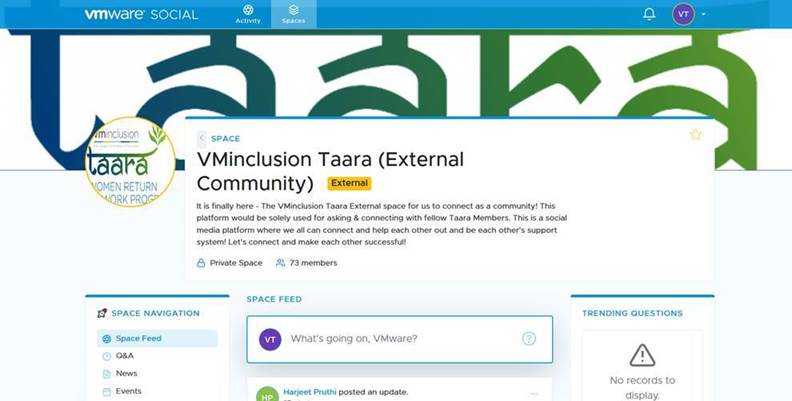 vmware SOCIAL
Activity
Spaces
VT
taara
vminclusion
taara
WOMEN RETURN
WORK PROG
SPACE
VMinclusion Taara (External
Community)
External
It is finally here - The VMinclusion Taara External space for us to connect as a community! This
platform would be solely used for asking & connecting with fellow Taara Members. This is a social
media platform where we all can connect and help each other out and be each other's support
system! Let's connect and make each other successful!
Private Space
73 members
SPACE NAVIGATION
Space Feed
Q&A
News
Events
SPACE FEED
VT
What's going on, VMware?
HP
Harjeet Pruthi posted an update.
TRENDING QUESTIONS
No records to
display.